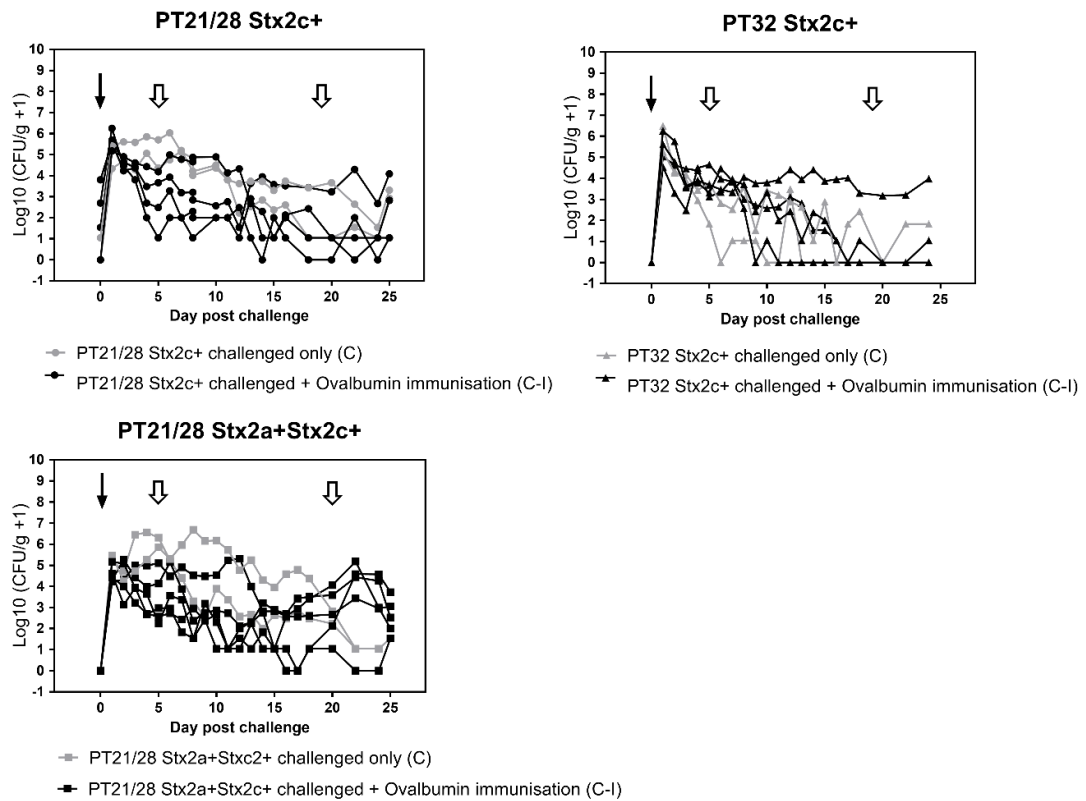 PT21/28 Stx2c+
10
9
8
7
6
5
4
3
2
1
0
-1
Log10 (CFU/g +1)
0 5 10 15 20 25
Day post challenge
PT21/28 Stx2c+ challenged only (C)
PT21/28 Stx2c+ challenged + Ovalbumin immunisation (C-I)
PT32 Stx2c+
10
9
8
7
6
5
4
3
2
1
0
-1
Log10 (CFU/g +1)
0 5 10 15 20 25
Day post challenge
PT32 Stx2c+ challenged only (C)
PT32 Stx2c+ challenged + Ovalbumin immunisation (C-I)
PT21/28 Stx2a+Stx2c+
10
9
8
7
6
5
4
3
2
1
0
-1
Log10 (CFU/g +1)
0 5 10 15 20 25
Day post challenge
PT21/28 Stx2a+Stxc2+ challenged only (C)
PT21/28 Stx2a+Stx2c+ challenged + Ovalbumin immunisation (C-I)